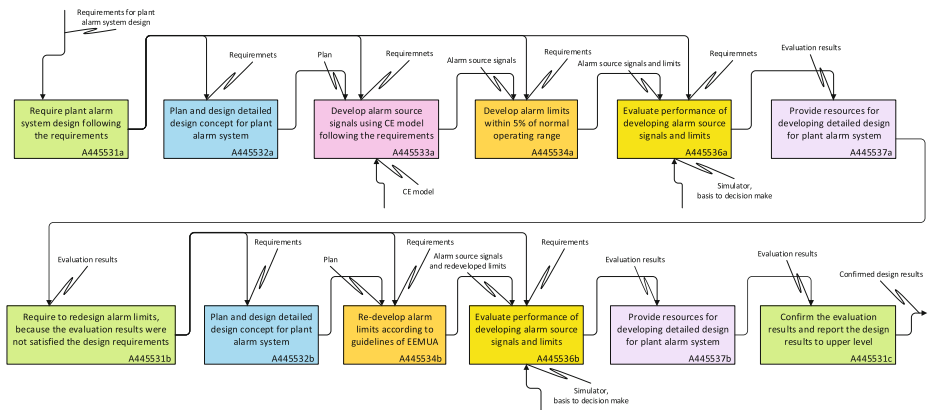 Requirements for plant
alarm system design
Requiremnets
Plan
Requiremnets
Alarm source signals
Requirements
Alarm source signals and limits
Requiremnets
Evaluation results
Require plant alarm
system design following
the requirements
A445531a
Plan and design detailed
design concept for plant
alarm system
A445532a
Develop alarm source
signals using CE model
following the requirements
A445533a
Develop alarm limits
within 5% of normal
operating range
A445534a
Evaluate performance of
developing alarm source
signals and limits
A445536a
Provide resources for
developing detailed design
for plant alarm system
A445537a
CE model
Simulator,
basis to decision make
Evaluation results
Requirements
Plan
Requirements
Alarm source signals
and redeveloped limits
Requirements
Evaluation results
Evaluation results
Confirmed design results
Require to redesign alarm limits,
because the evaluation results were
not satisfied the design requirements
A445531b
Plan and design detailed
design concept for plant
alarm system
A445532b
Re-develop alarm
limits according to
guidelines of EEMUA
A445534b
Evaluate performance of
developing alarm source
signals and limits
A445536b
Provide resources for
developing detailed design
for plant alarm system
A445537b
Confirm the evaluation
results and report the design
results to upper level
A445531c
Simulator,
basis to decision make